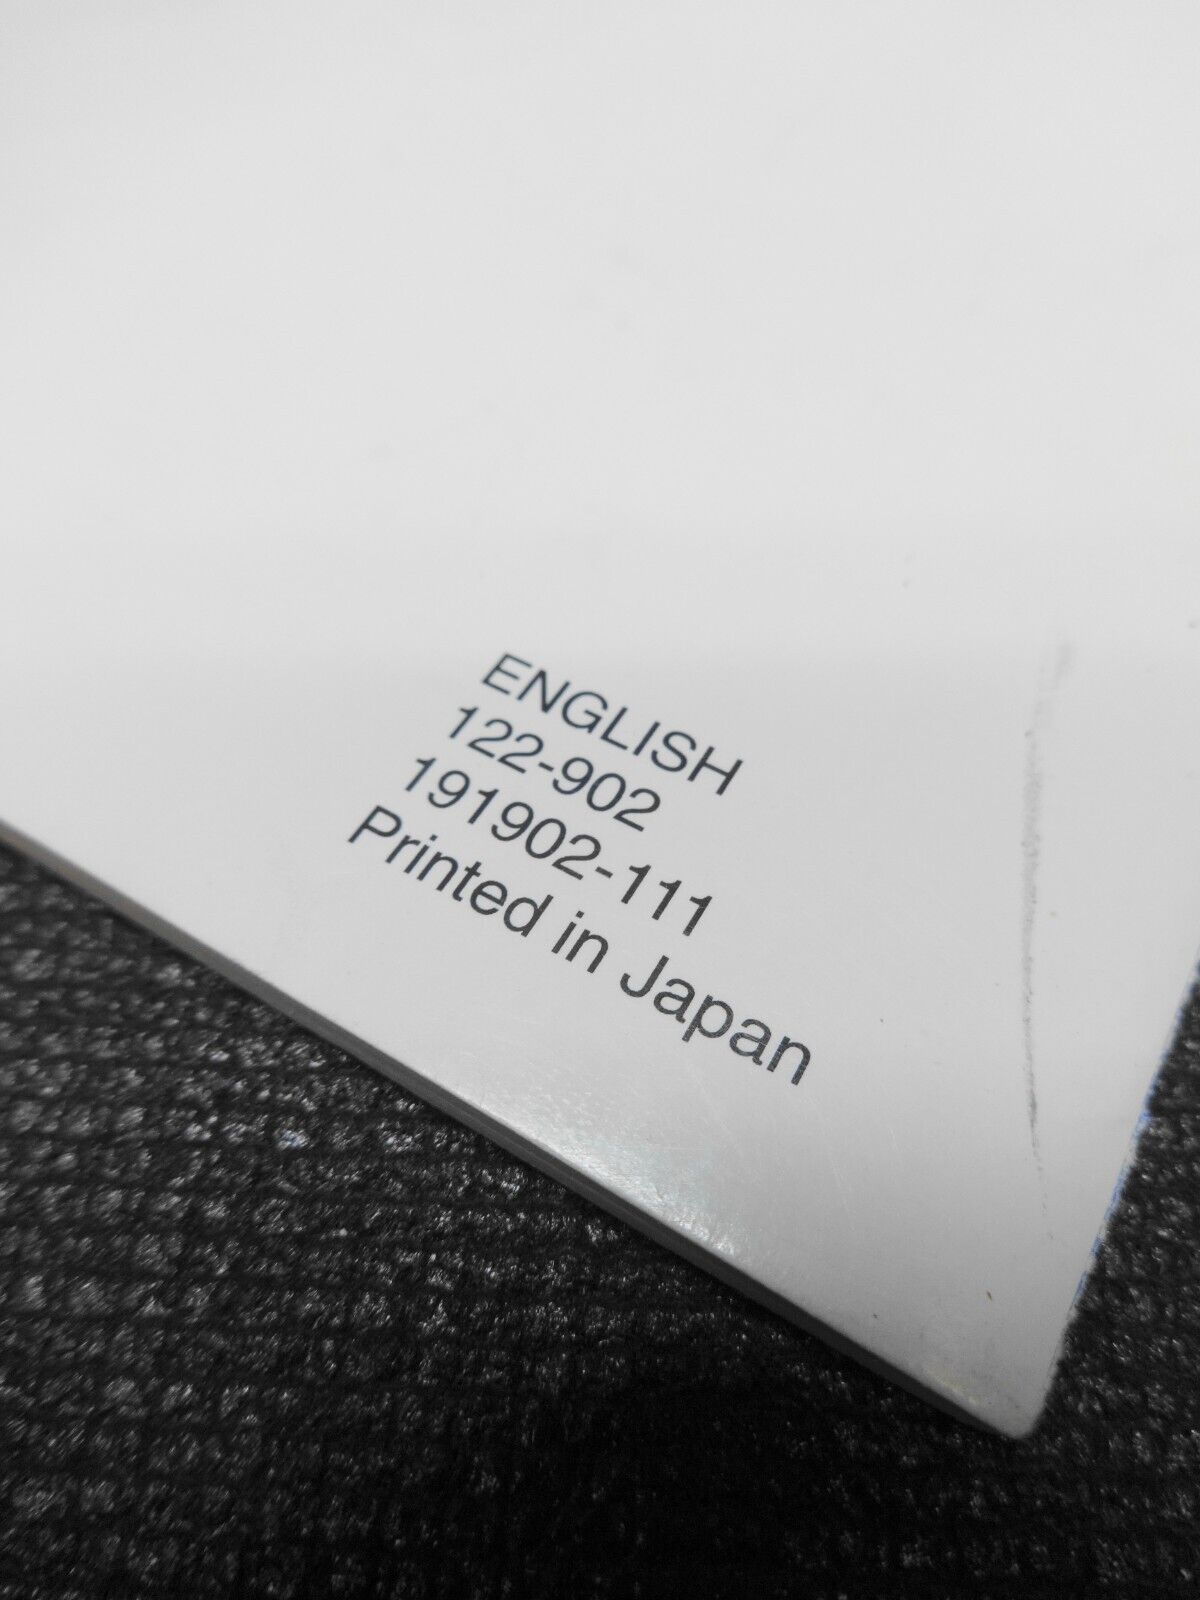 ENGLISH
122-902
191902-111
Printed in Japan